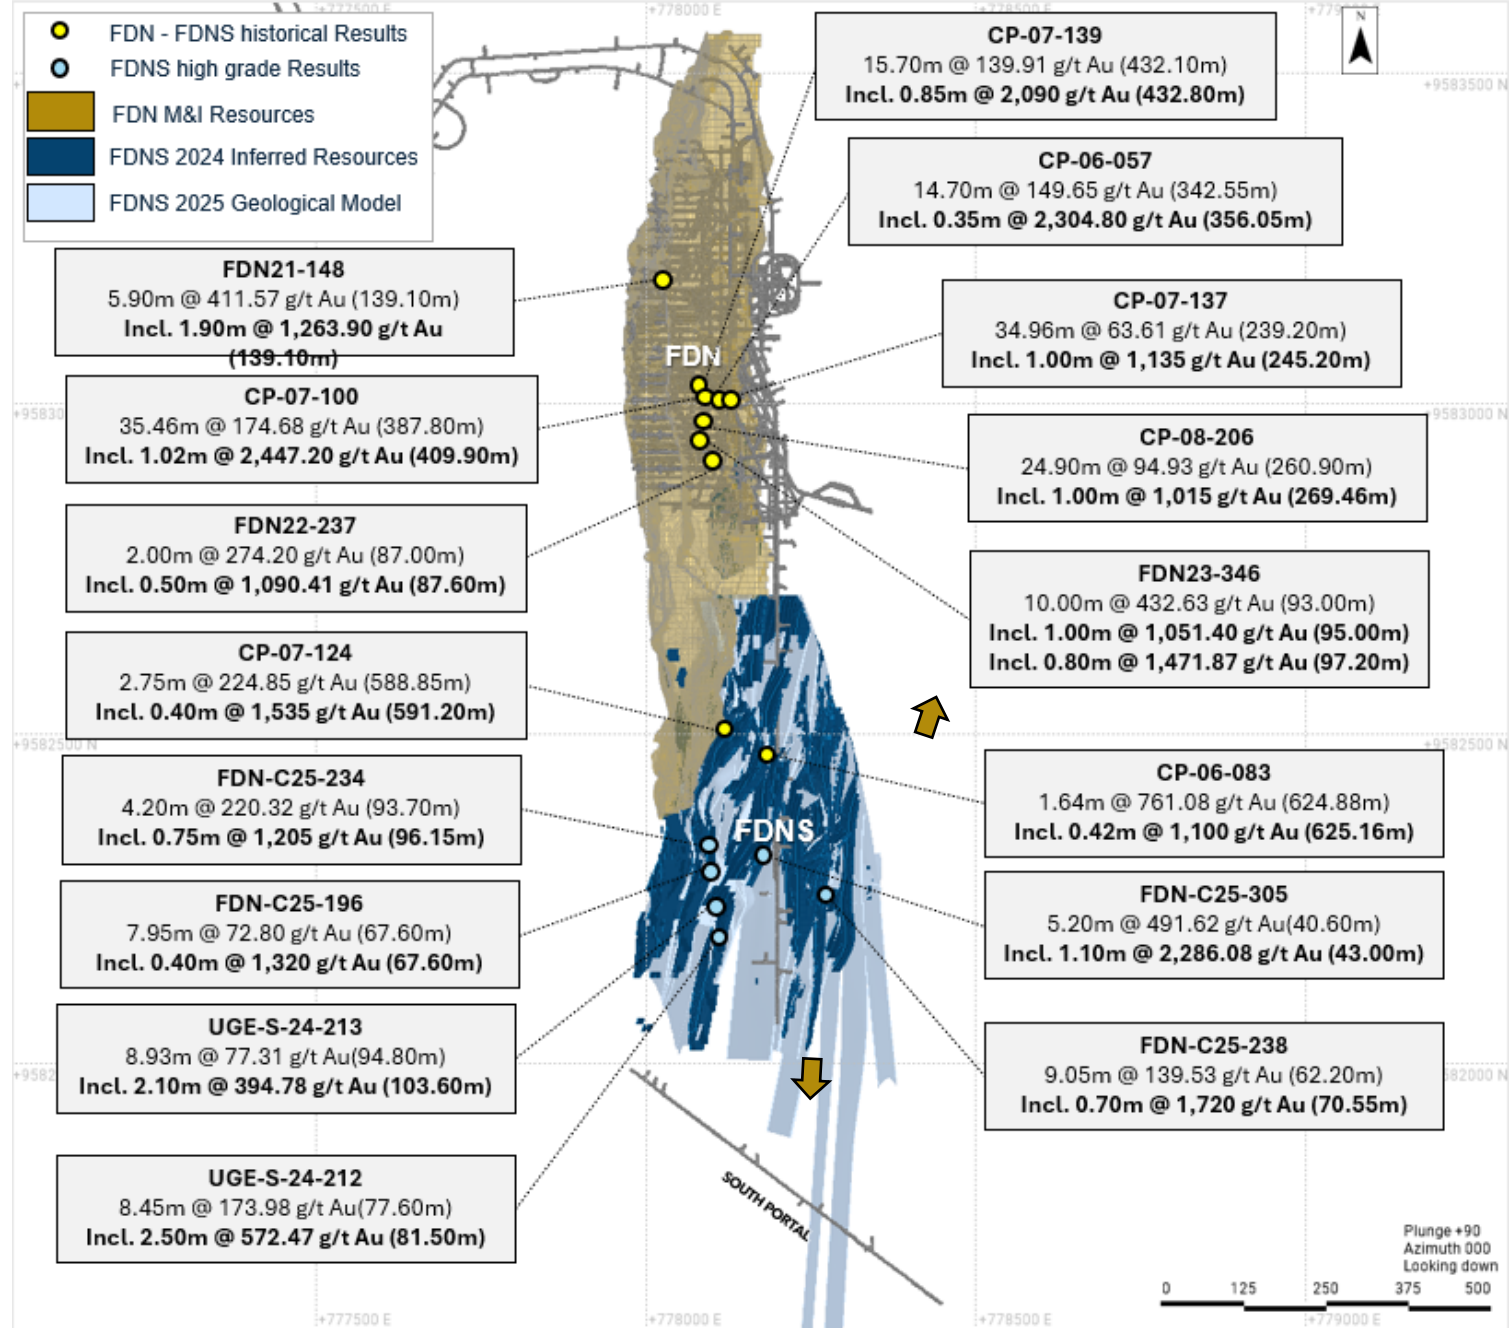 +777500 E
+778000 E
+778500 E
+779000 E
FDN - FDNS historical Results
FDNS high grade Results
FDN M&I Resources
FDNS 2024 Inferred Resources
FDNS 2025 Geological Model
CP-07-139
15.70m @ 139.91 g/t Au (432.10m)
Incl. 0.85m @ 2,090 g/t Au (432.80m)
N
+9583500 N
CP-06-057
14.70m @ 149.65 g/t Au (342.55m)
Incl. 0.35m @ 2,304.80 g/t Au (356.05m)
FDN21-148
5.90m @ 411.57 g/t Au (139.10m)
Incl. 1.90m @ 1,263.90 g/t Au
(139.10m)
CP-07-137
34.96m @ 63.61 g/t Au (239.20m)
Incl. 1.00m @ 1,135 g/t Au (245.20m)
FDN
CP-07-100
35.46m @ 174.68 g/t Au (387.80m)
Incl. 1.02m @ 2,447.20 g/t Au (409.90m)
+95830
+9583000 N
CP-08-206
24.90m @ 94.93 g/t Au (260.90m)
Incl. 1.00m @ 1,015 g/t Au (269.46m)
FDN22-237
2.00m @ 274.20 g/t Au (87.00m)
Incl. 0.50m @ 1,090.41 g/t Au (87.60m)
FDN23-346
10.00m @ 432.63 g/t Au (93.00m)
Incl. 1.00m @ 1,051.40 g/t Au (95.00m)
Incl. 0.80m @ 1,471.87 g/t Au (97.20m)
CP-07-124
2.75m @ 224.85 g/t Au (588.85m)
Incl. 0.40m @ 1,535 g/t Au (591.20m)
+9582500 N
+9582500 N
CP-06-083
1.64m @ 761.08 g/t Au (624.88m)
Incl. 0.42m @ 1,100 g/t Au (625.16m)
FDN-C25-234
4.20m @ 220.32 g/t Au (93.70m)
Incl. 0.75m @ 1,205 g/t Au (96.15m)
FDNS
FDN-C25-305
5.20m @ 491.62 g/t Au(40.60m)
Incl. 1.10m @ 2,286.08 g/t Au (43.00m)
FDN-C25-196
7.95m @ 72.80 g/t Au (67.60m)
Incl. 0.40m @ 1,320 g/t Au (67.60m)
UGE-S-24-213
8.93m @ 77.31 g/t Au(94.80m)
Incl. 2.10m @ 394.78 g/t Au (103.60m)
FDN-C25-238
9.05m @ 139.53 g/t Au (62.20m)
Incl. 0.70m @ 1,720 g/t Au (70.55m)
+9582
582000 N
UGE-S-24-212
8.45m @ 173.98 g/t Au(77.60m)
Incl. 2.50m @ 572.47 g/t Au (81.50m)
SOUTH PORTAL
Plunge +90
Azimuth 000
Looking down
0 125 250 375 500
+777500 E
+778000 E
+778500 E
+779000 E